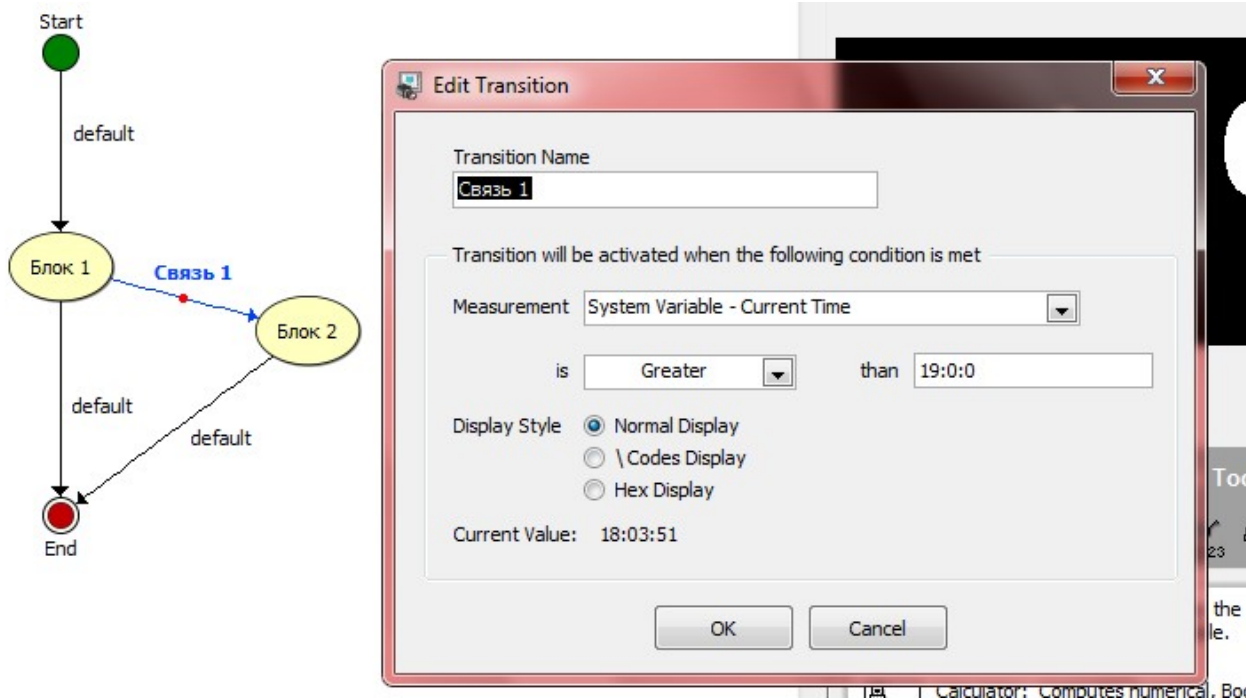 Start
default
Блок 1
Связь 1
Блок 2
default
default
End
Edit Transition
Transition Name
Связь 1
Transition will be activated when the following condition is met
Measurement System Variable - Current Time
is Greater than 19:0:0
Display Style Normal Display
\ Codes Display
Hex Display
Current Value: 18:03:51
OK Cancel
Too
23
the
le.
Calculator: Computes numerical, Boo